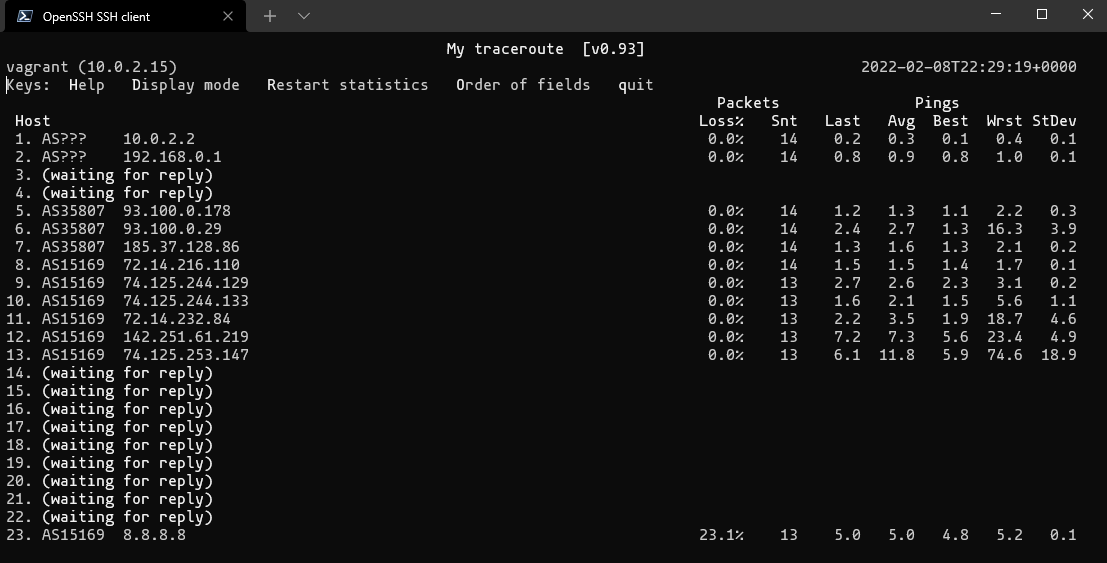 OpenSSH SSH client
My traceroute [v0.93]
vagrant (10.0.2.15) 2022-02-08T22:29:19+0000
Keys: Help Display mode Restart statistics Order of fields quit
Packets Pings
Host Loss% Snt Last Avg Best Wrst StDev
1. AS??? 10.0.2.2 0.0% 14 0.2 0.3 0.1 0.4 0.1
2. AS??? 192.168.0.1 0.0% 14 0.8 0.9 0.8 1.0 0.1
3. (waiting for reply)
4. (waiting for reply)
5. AS35807 93.100.0.178 0.0% 14 1.2 1.3 1.1 2.2 0.3
6. AS35807 93.100.0.29 0.0% 14 2.4 2.7 1.3 16.3 3.9
7. AS35807 185.37.128.86 0.0% 14 1.3 1.6 1.3 2.1 0.2
8. AS15169 72.14.216.110 0.0% 14 1.5 1.5 1.4 1.7 0.1
9. AS15169 74.125.244.129 0.0% 13 2.7 2.6 2.3 3.1 0.2
10. AS15169 74.125.244.133 0.0% 13 1.6 2.1 1.5 5.6 1.1
11. AS15169 72.14.232.84 0.0% 13 2.2 3.5 1.9 18.7 4.6
12. AS15169 142.251.61.219 0.0% 13 7.2 7.3 5.6 23.4 4.9
13. AS15169 74.125.253.147 0.0% 13 6.1 11.8 5.9 74.6 18.9
14. (waiting for reply)
15. (waiting for reply)
16. (waiting for reply)
17. (waiting for reply)
18. (waiting for reply)
19. (waiting for reply)
20. (waiting for reply)
21. (waiting for reply)
22. (waiting for reply)
23. AS15169 8.8.8.8 23.1% 13 5.0 5.0 4.8 5.2 0.1